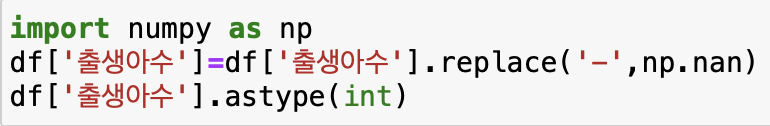 import numpy as np
df['출생아수']=df['출생아수'].replace('-',np.nan)
df['출생아수'].astype(int)